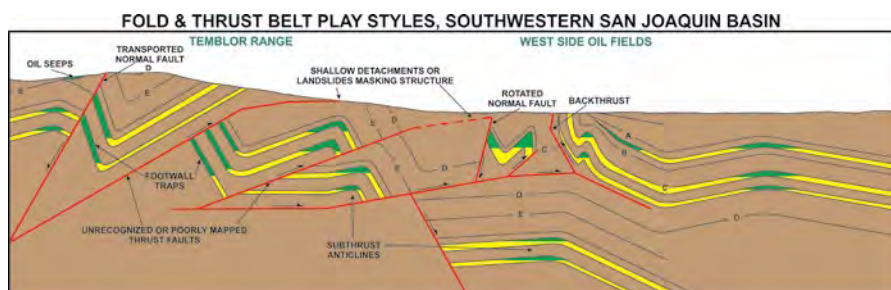 FOLD & THRUST BELT PLAY STYLES, SOUTHWESTERN SAN JOAQUIN BASIN
TEMBLOR RANGE
WEST SIDE OIL FIELDS
OIL SEEPS
TRANSPORTED
NORMAL FAULT
D
E
SHALLOW DETACHMENTS OR
LANDSLIDES MASKING STRUCTURE
ROTATED
NORMAL FAULT
BACKTHRUST
E
D
E
D
C
A
B
C
D
FOOTWALL
TRAPS
UNRECOGNIZED OR POORLY MAPPED
THRUST FAULTS
SUBTHRUST
ANTICLINES
D
E